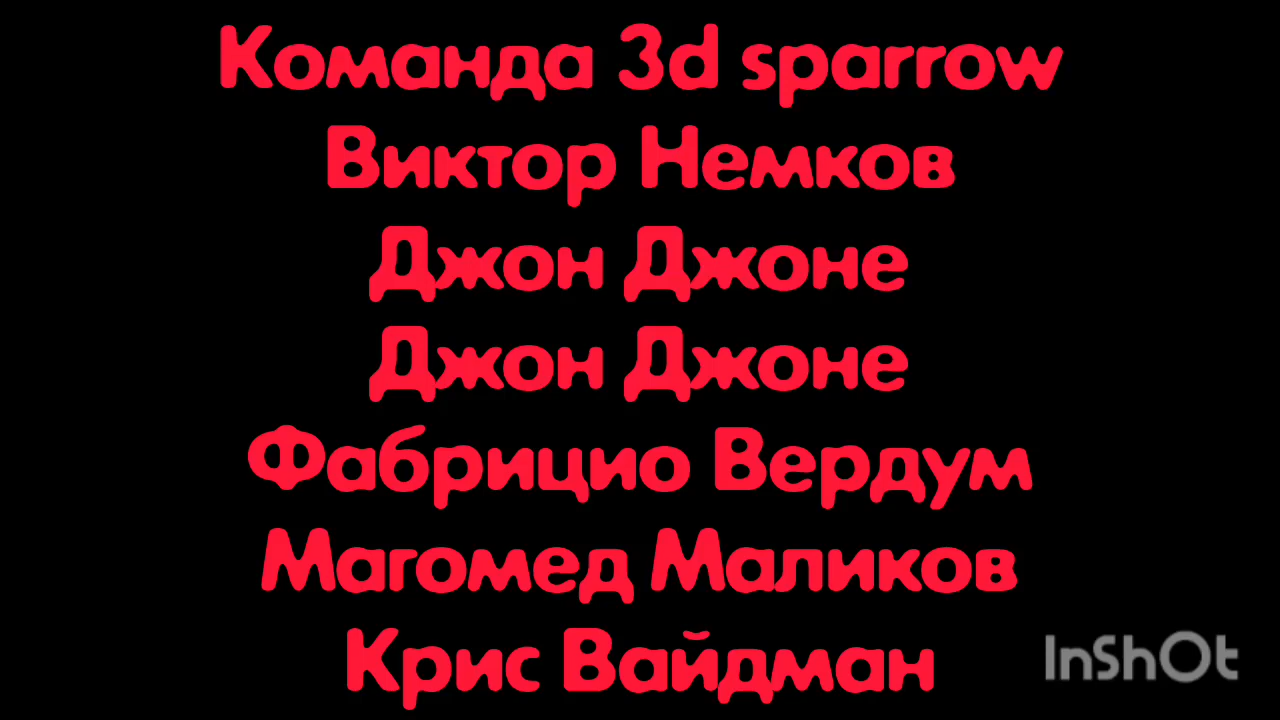 Команда 3d sparrow
Виктор Немков
Джон Джоне
Джон Джоне
Фабрицио Вердум
Магомед Маликов
Крис Вайдман
InShOt